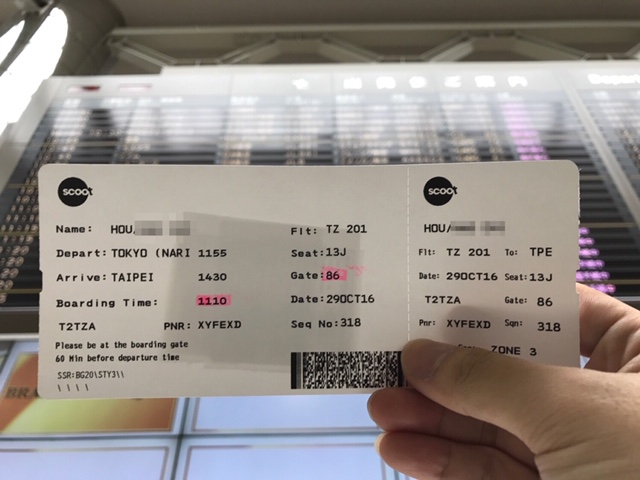 scoot
Name: HOU/
Depart: TOKYO (NARI 1155
Arrive: TAIPEI 1430
Boarding Time: 1110
T2TZA PNR: XYFEXD
Please be at the boarding gate
60 Min before departure time
SSR:BG20\STY3\\
\ \ \ \
Flt: TZ 201
Seat:13J
Gate:86
Date:29OCT16
Seq No:318
scoot
HOU/
Flt: TZ 201 To: TPE
Date: 29OCT16 Seat:13J
T2TZA Gate: 86
Pnr: XYFEXD Sqn: 318
ZONE 3